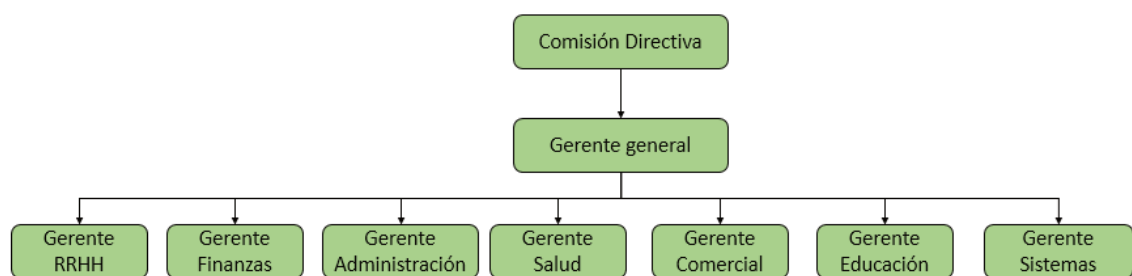 Comisión Directiva
Gerente general
Gerente
RRHH
Gerente
Finanzas
Gerente
Administración
Gerente
Salud
Gerente
Comercial
Gerente
Educación
Gerente
Sistemas